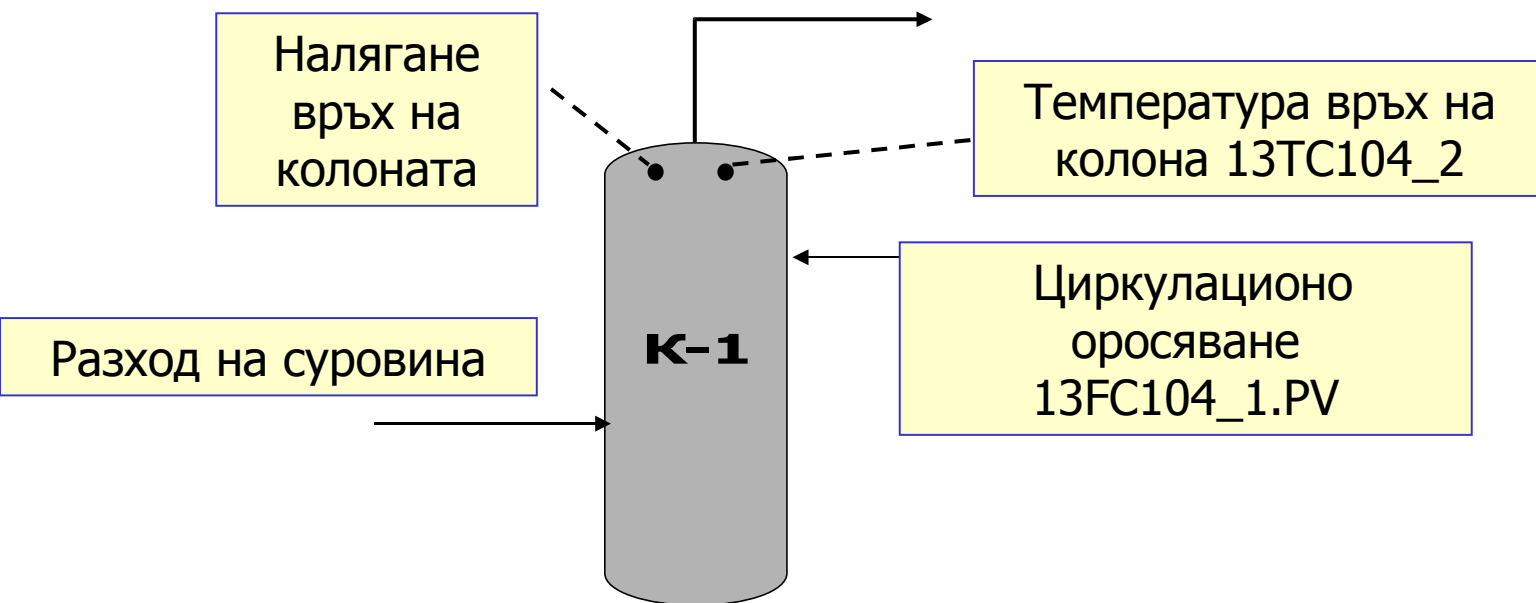 Налягане
връх на
колоната
Температура връх на
колона 13TC104_2
Циркулационо
оросяване
13FC104_1.PV
Разход на суровина
К-1